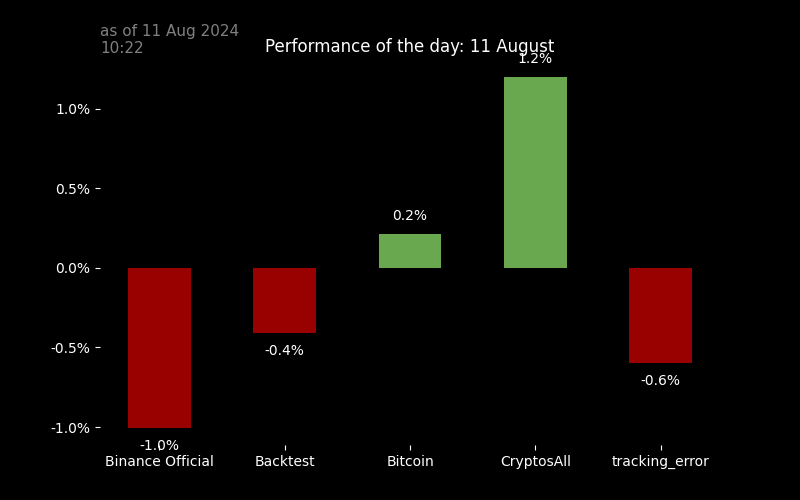 as of 11 Aug 2024
10:22
Performance of the day: 11 August
1.2%
1.0%
0.5%
0.2%
0.0%
-0.5%
-0.4%
-0.6%
-1.0%
-1.0%
Binance Official
Backtest
Bitcoin
CryptosAll
tracking_error